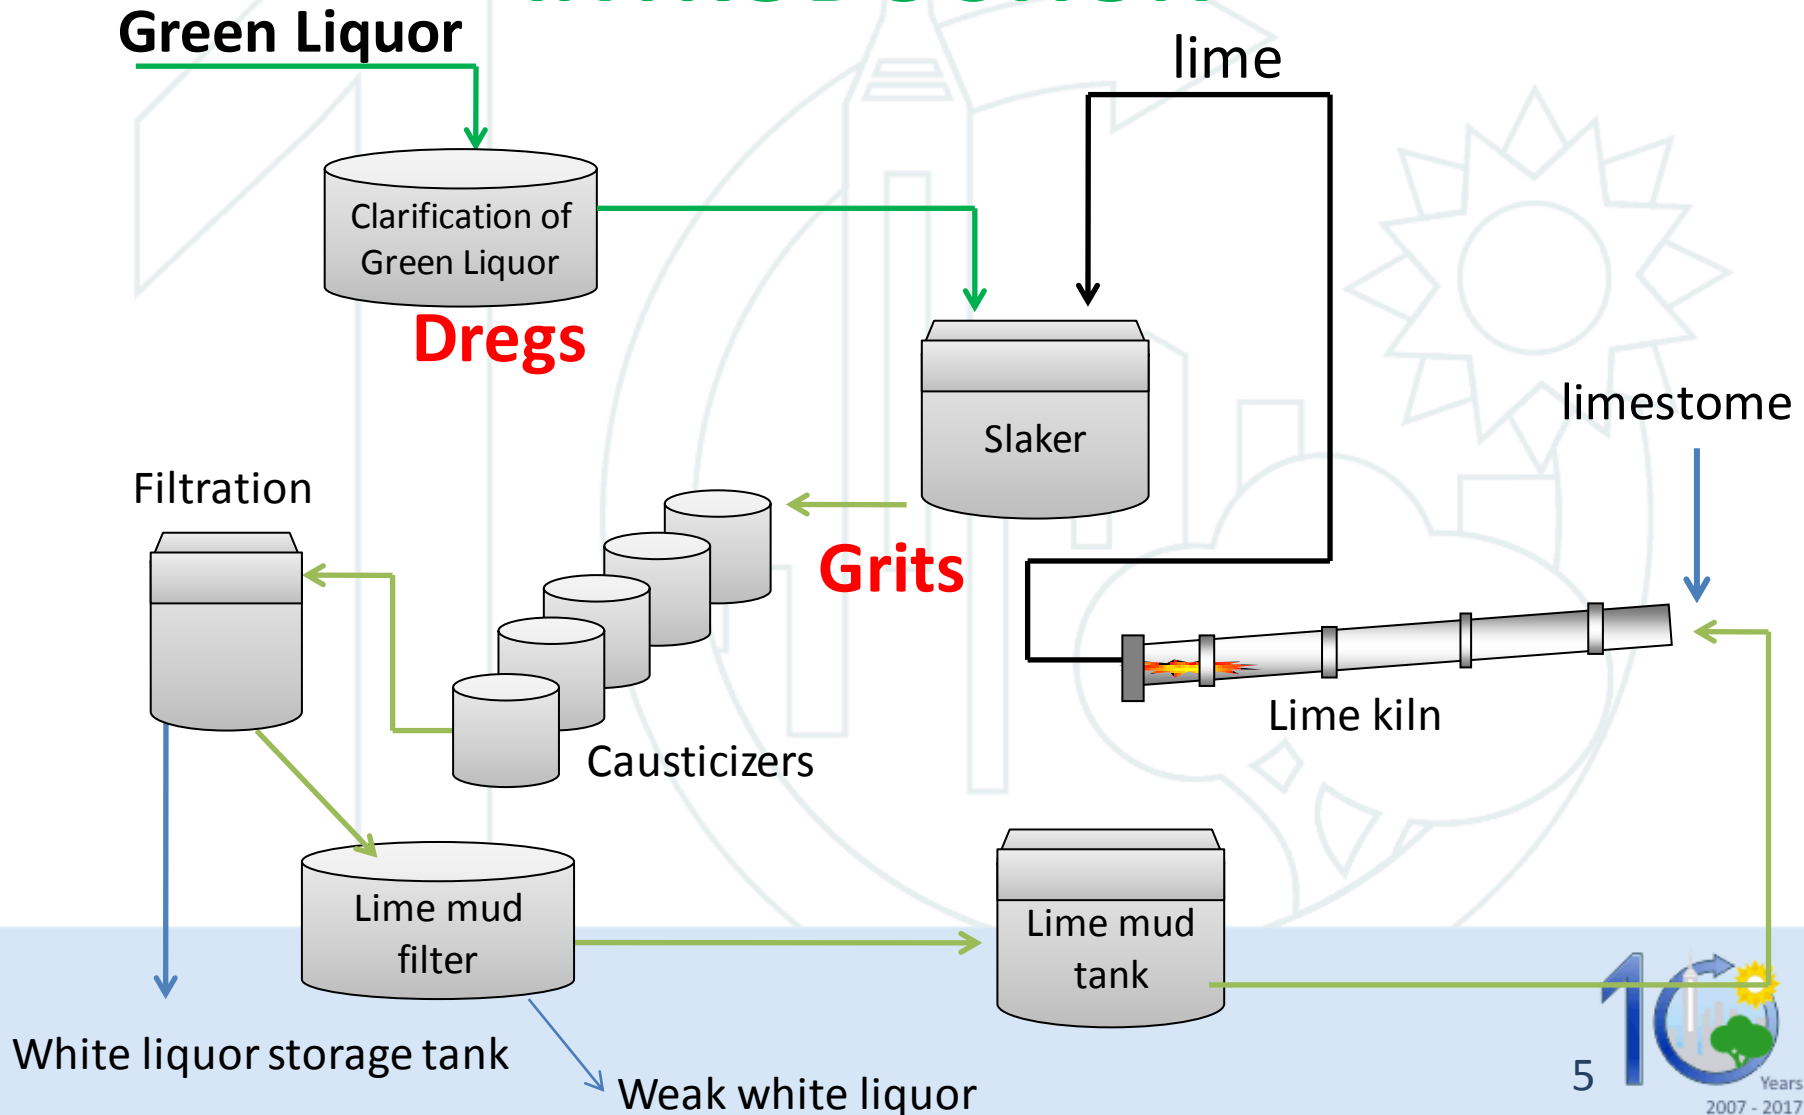 Green Liquor
lime
Clarification of
Green Liquor
Dregs
limestome
Slaker
Filtration
Grits
Lime kiln
Causticizers
Lime mud
filter
Lime mud
tank
White liquor storage tank
Weak white liquor
5
10
Years
2007 - 2017